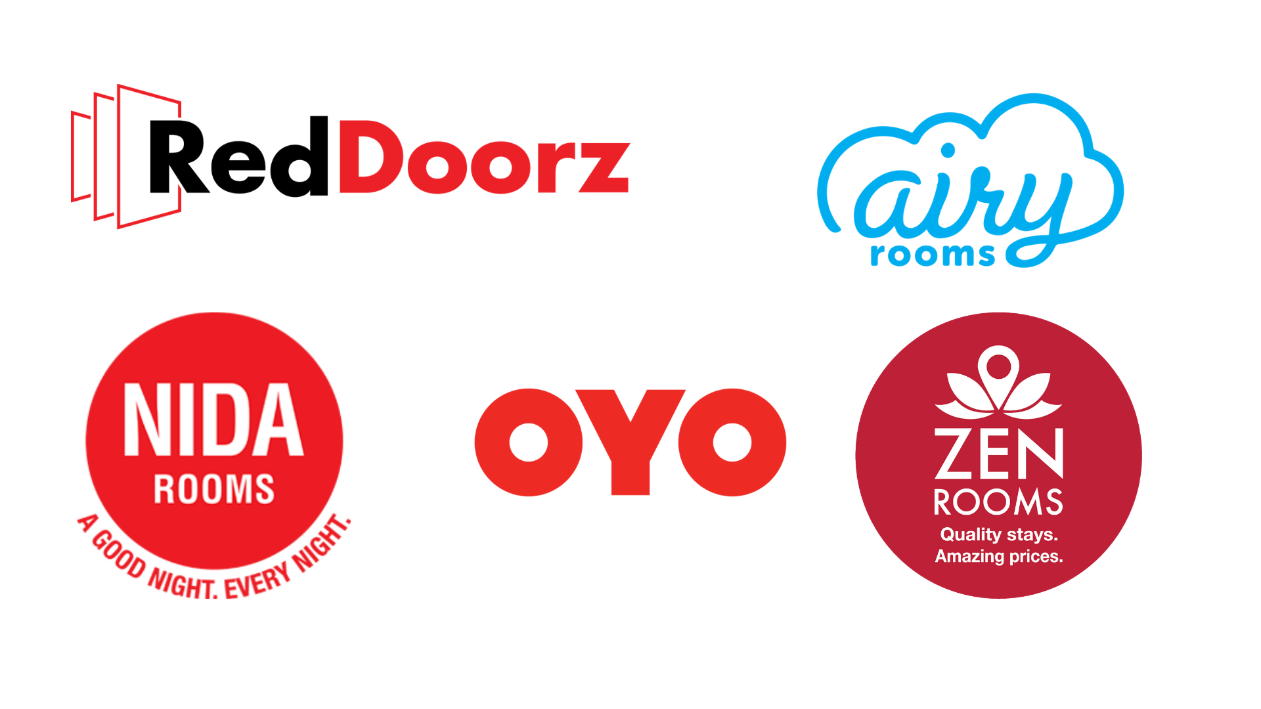 RedDoorz
airy
rooms
NIDA
ROOMS
A GOOD NIGHT. EVERY NIGHT.
OYO
ZEN
ROOMS
Quality stays.
Amazing prices.